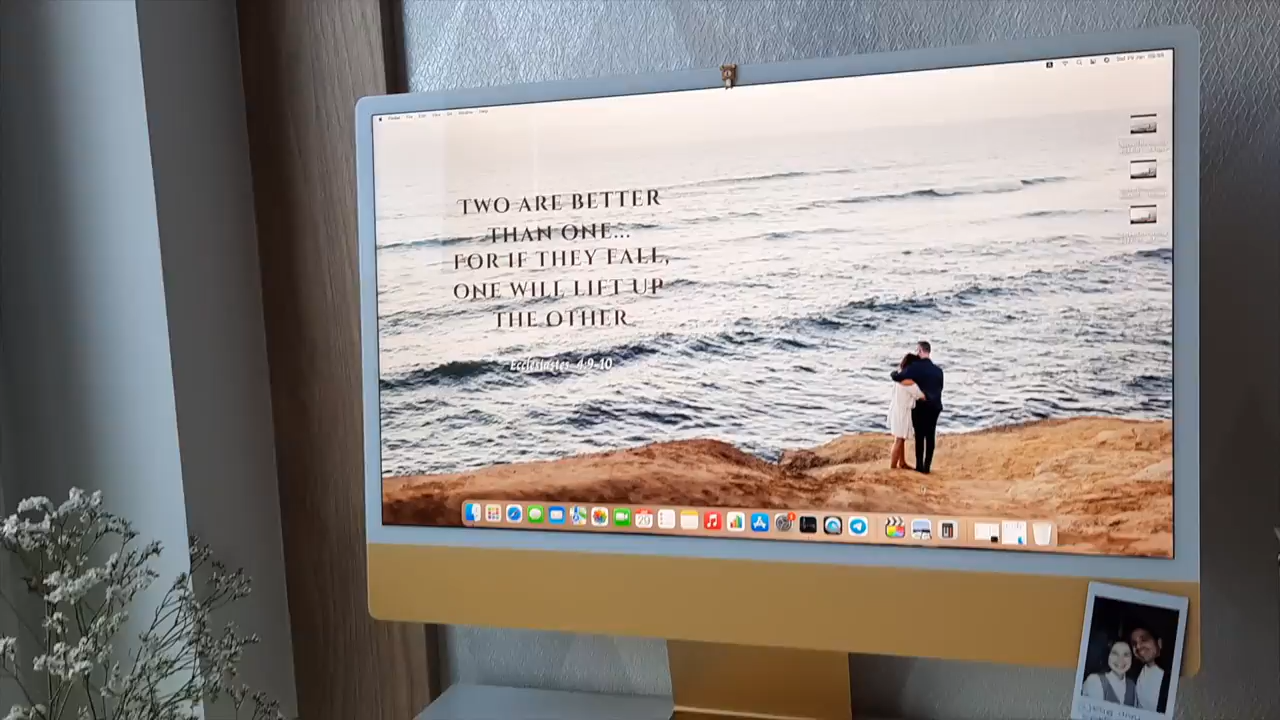 TWO ARE BETTER
THAN ONE...
FOR IF THEY FALL,
ONE WILL LIFT UP
THE OTHER
Ecclesiastes 4:9-10
20